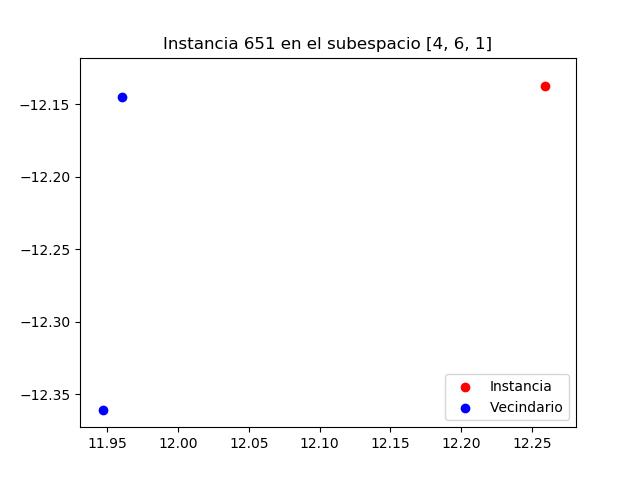 Instancia 651 en el subespacio [4, 6, 1]
−12.15
−12.20
−12.25
−12.30
−12.35
11.95 12.00 12.05 12.10 12.15 12.20 12.25
Instancia
Vecindario